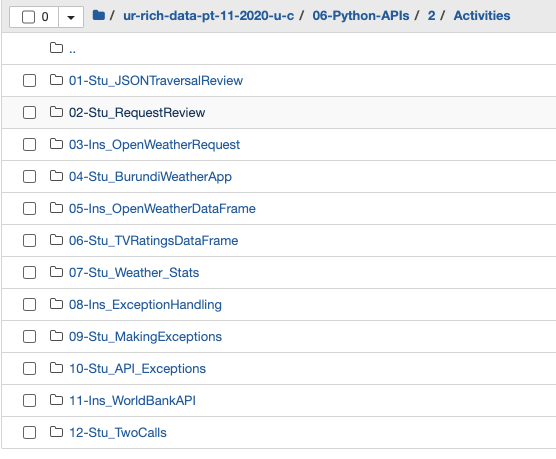 0 / ur-rich-data-pt-11-2020-u-c / 06-Python-APIs / 2 / Activities
..
01-Stu_JSONTraversalReview
02-Stu_RequestReview
03-Ins_OpenWeatherRequest
04-Stu_BurundiWeatherApp
05-Ins_OpenWeatherDataFrame
06-Stu_TVRatingsDataFrame
07-Stu_Weather_Stats
08-Ins_ExceptionHandling
09-Stu_MakingExceptions
10-Stu_API_Exceptions
11-Ins_WorldBankAPI
12-Stu_TwoCalls